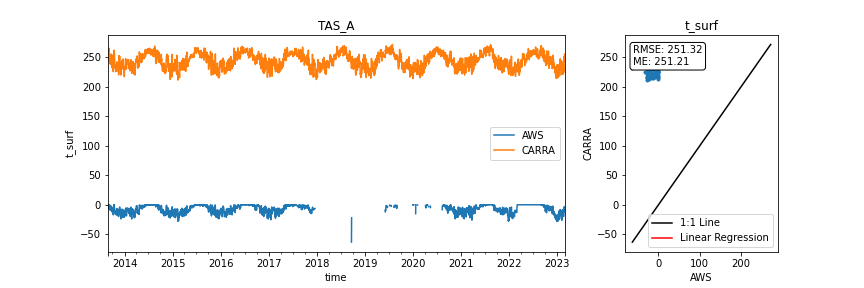 TAS_A
t_surf
250
200
150
100
50
0
−50
2014
2015
2016
2017
2018
2019
2020
2021
2022
2023
time
AWS
CARRA
t_surf
CARRA
250
200
150
100
50
0
−50
0
100
200
AWS
RMSE: 251.32
ME: 251.21
1:1 Line
Linear Regression